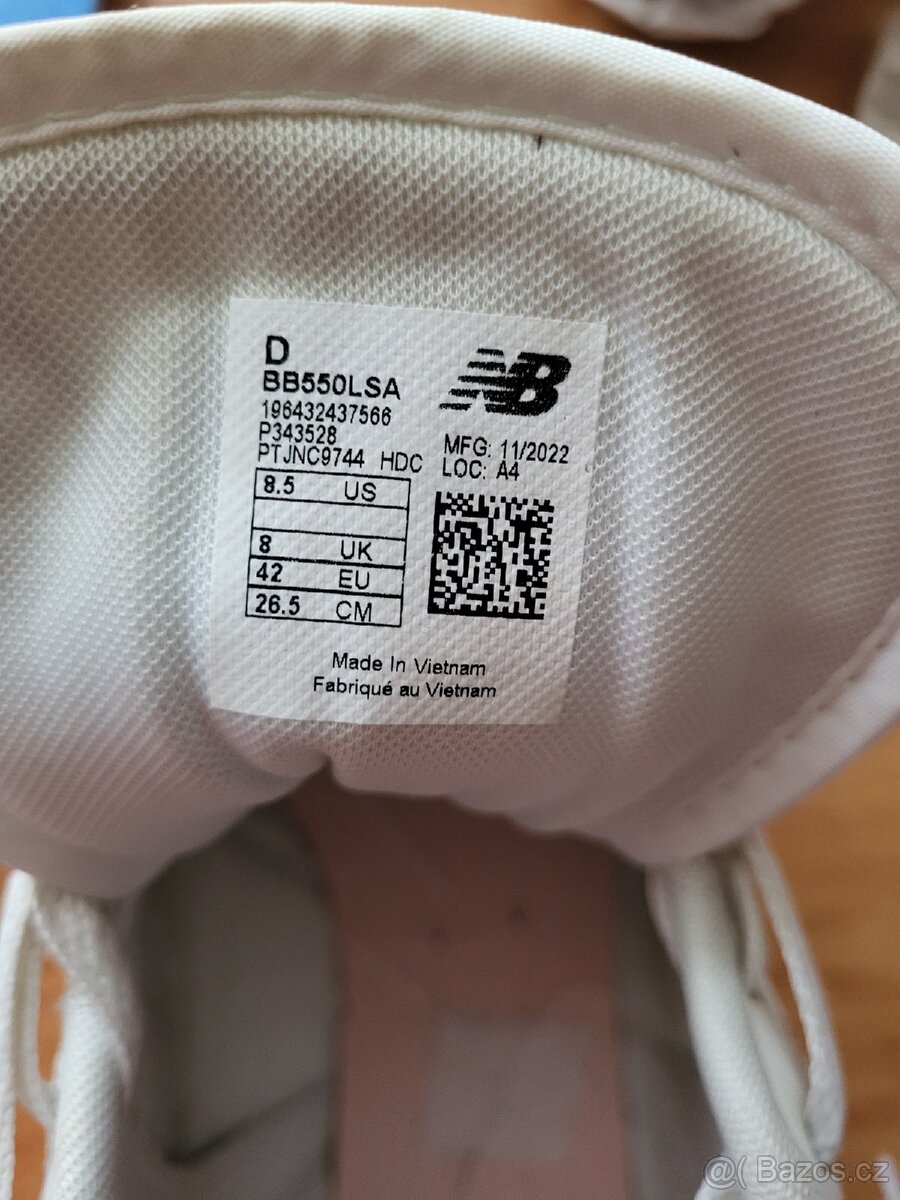 D
BB550LSA
196432437566
P343528
PTJNC9744 HDC
NB
MFG: 11/2022
LOC: A4
8.5 US
8 UK
42 EU
26.5 CM
Made In Vietnam
Fabriqué au Vietnam
@( Bazos.cz